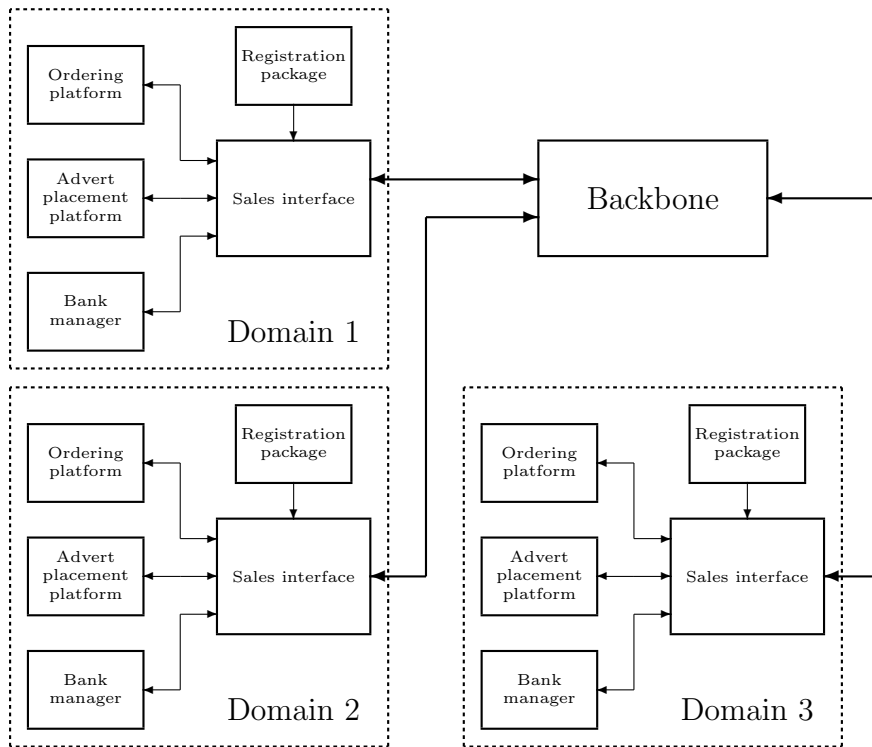 Ordering
platform
Registration
package
Advert
placement
platform
Sales interface
Bank
manager
Domain 1
Backbone
Ordering
platform
Registration
package
Advert
placement
platform
Sales interface
Bank
manager
Domain 2
Ordering
platform
Registration
package
Advert
placement
platform
Sales interface
Bank
manager
Domain 3